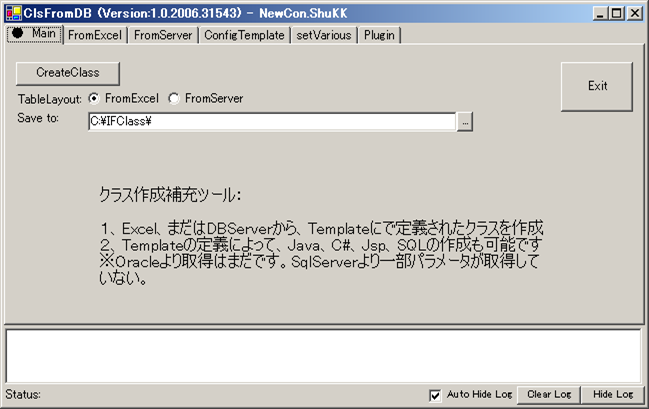 ClsFromDB (Version:1.0.2006.31543) - NewCon.ShuKK
Main FromExcel FromServer ConfigTemplate setVarious Plugin
CreateClass
Exit
TableLayout: FromExcel FromServer
Save to: C:¥IFClass¥ ...
クラス作成補充ツール:
1、Excel、まだはDBServerから、Templateにで定義されたクラスを作成
2、Templateの定義によって、Java、C#、Jsp、SQLの作成も可能です
※Oracleより取得はまだです。SqlServerより一部パラメータが取得して
いない。
Status: Auto Hide Log Clear Log Hide Log